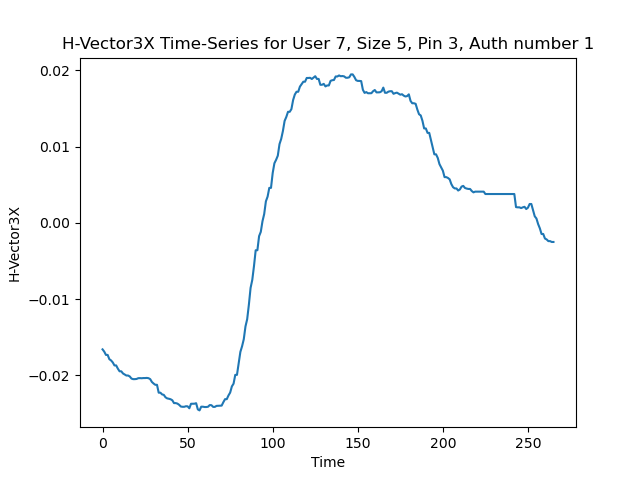 H-Vector3X Time-Series for User 7, Size 5, Pin 3, Auth number 1
0.02
0.01
0.00
−0.01
−0.02
H-Vector3X
0 50 100 150 200 250
Time